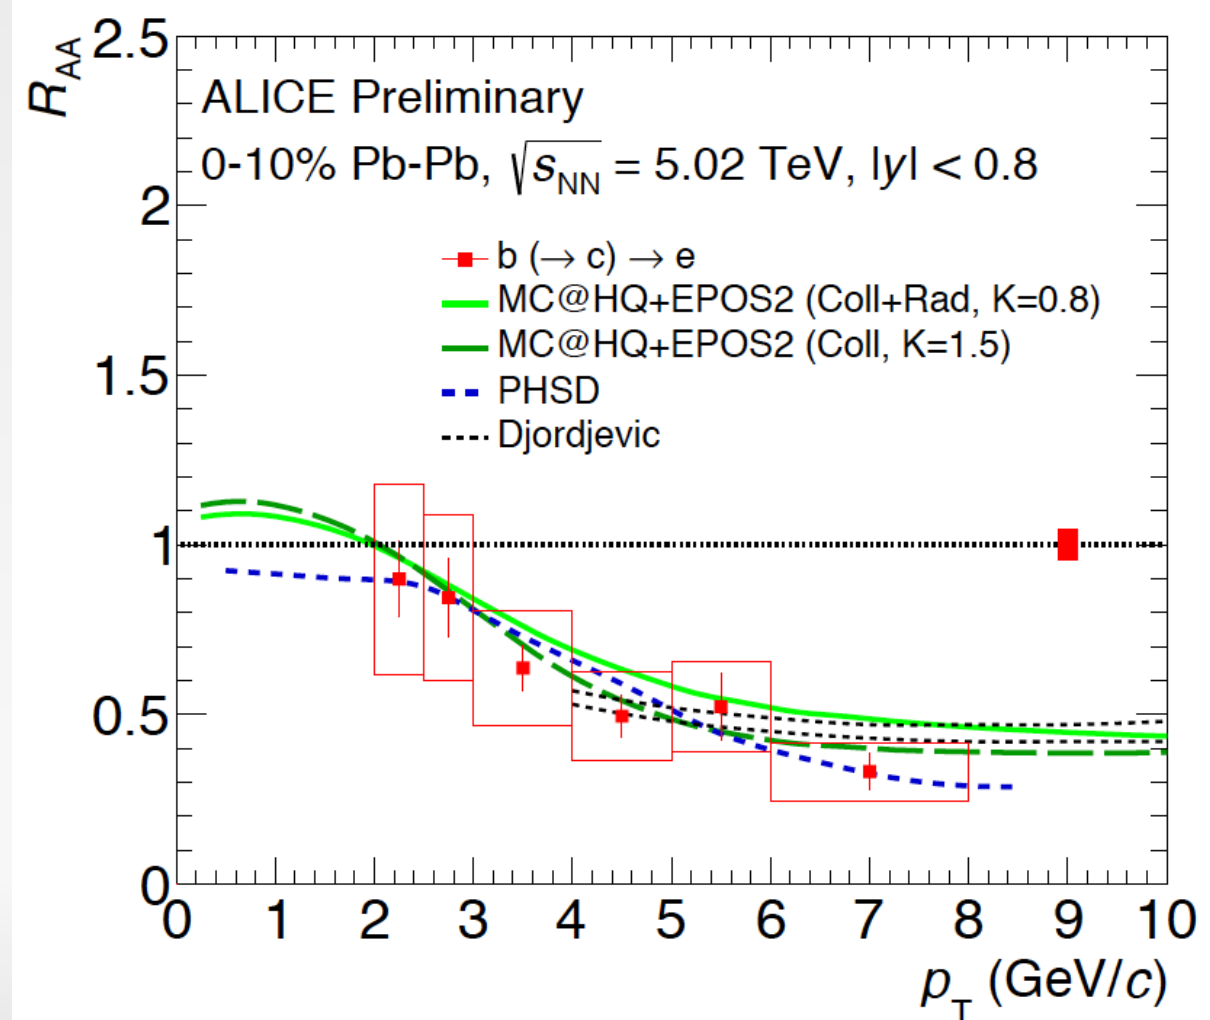 R_AA
2.5
2
1.5
1
0.5
0
ALICE Preliminary
0-10% Pb-Pb, √s_NN = 5.02 TeV, |y| < 0.8
b (→ c) → e
MC@HQ+EPOS2 (Coll+Rad, K=0.8)
MC@HQ+EPOS2 (Coll, K=1.5)
PHSD
Djordjevic
0 1 2 3 4 5 6 7 8 9 10
p_T (GeV/c)